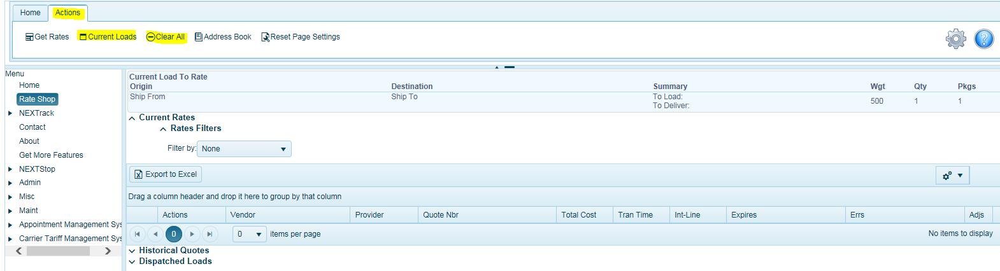 Home Actions
Get Rates Current Loads Clear All Address Book Reset Page Settings
Menu
Home
Rate Shop
NEXTrack
Contact
About
Get More Features
NEXTStop
Admin
Misc
Maint
Appointment Management Sys
Carrier Tariff Management Sys
Current Load To Rate
Origin Destination Summary Wgt Qty Pkgs
Ship From Ship To To Load: 500 1 1
To Deliver:
Current Rates
Rates Filters
Filter by: None
Export to Excel
Drag a column header and drop it here to group by that column
Actions Vendor Provider Quote Nbr Total Cost Tran Time Int-Line Expires Errs Adjs
0 0 items per page No items to display
Historical Quotes
Dispatched Loads